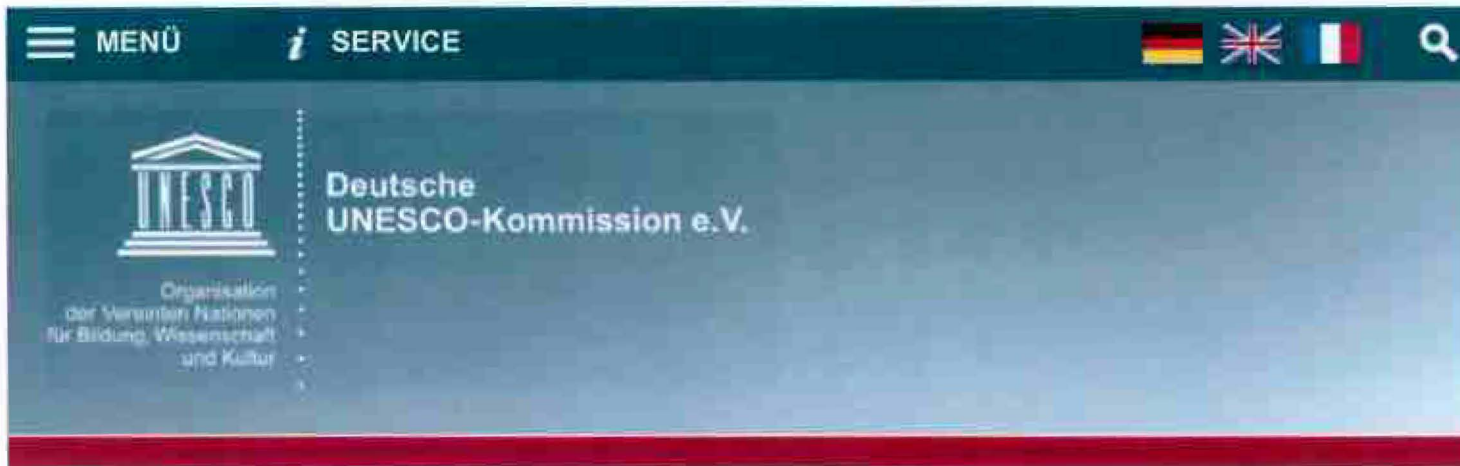 MENÜ
SERVICE
UNESCO
Deutsche
UNESCO-Kommission e.V.
Organisation
der Vereinten Nationen
für Bildung, Wissenschaft
und Kultur